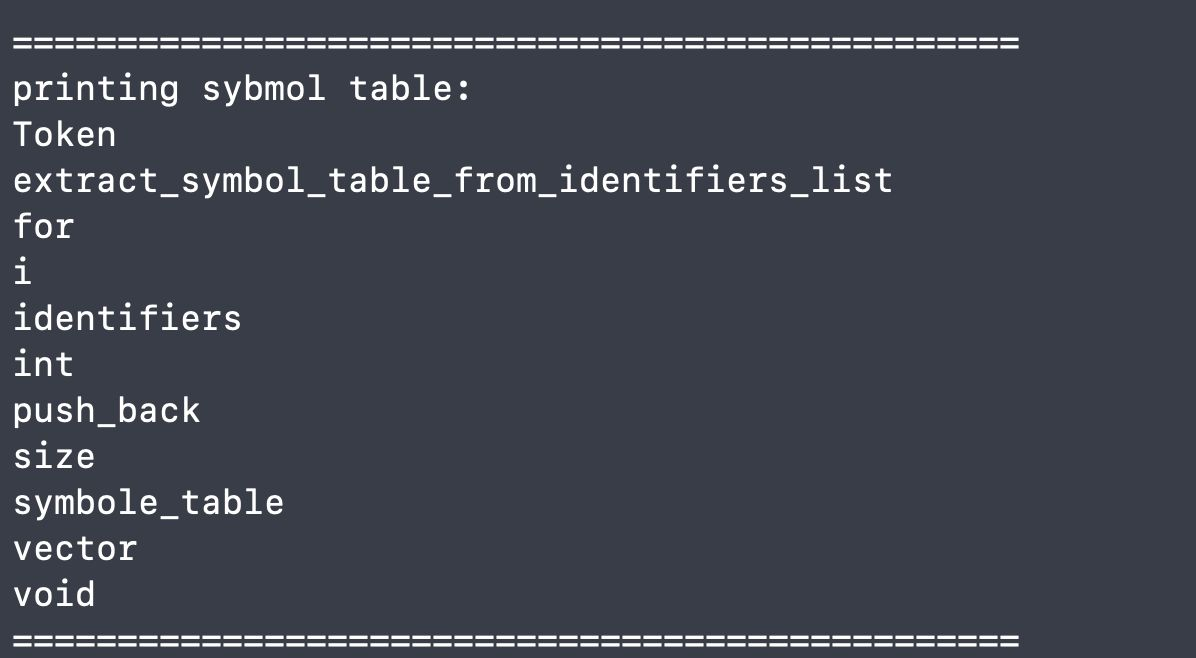 ================================================
printing sybmol table:
Token
extract_symbol_table_from_identifiers_list
for
i
identifiers
int
push_back
size
symbole_table
vector
void
================================================